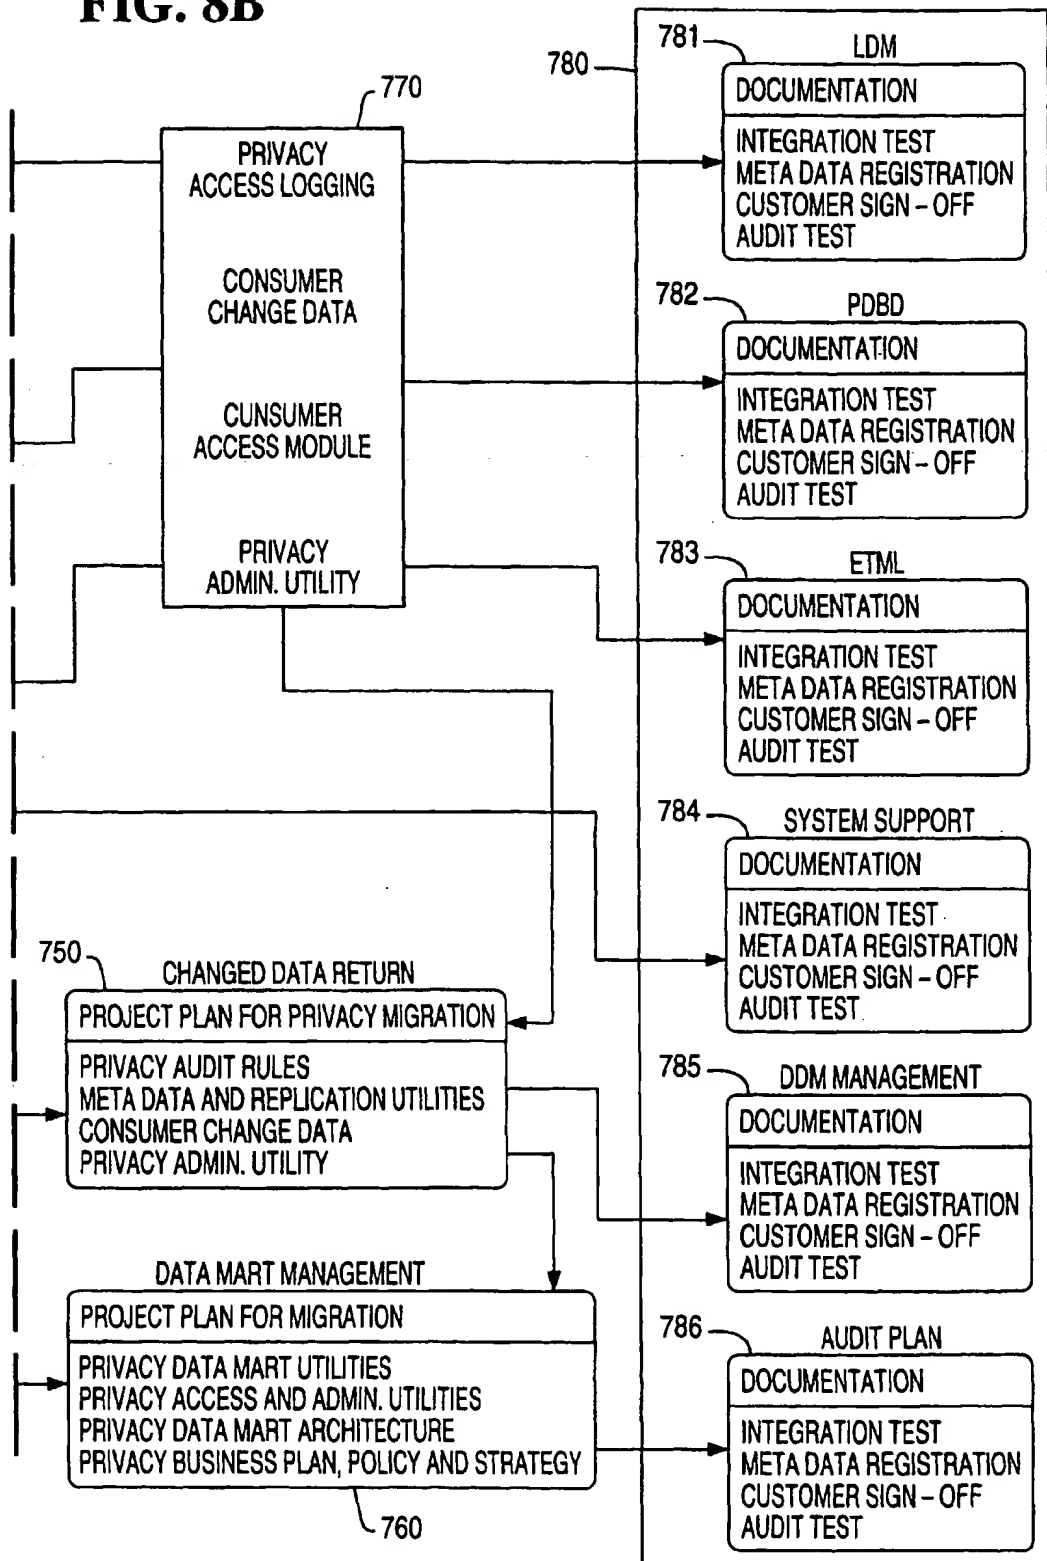 FIG. 8B
770
PRIVACY
ACCESS LOGGING
CONSUMER
CHANGE DATA
CUNSUMER
ACCESS MODULE
PRIVACY
ADMIN. UTILITY
750
CHANGED DATA RETURN
PROJECT PLAN FOR PRIVACY MIGRATION
PRIVACY AUDIT RULES
META DATA AND REPLICATION UTILITIES
CONSUMER CHANGE DATA
PRIVACY ADMIN. UTILITY
DATA MART MANAGEMENT
PROJECT PLAN FOR MIGRATION
PRIVACY DATA MART UTILITIES
PRIVACY ACCESS AND ADMIN. UTILITIES
PRIVACY DATA MART ARCHITECTURE
PRIVACY BUSINESS PLAN, POLICY AND STRATEGY
760
780
781
LDM
DOCUMENTATION
INTEGRATION TEST
META DATA REGISTRATION
CUSTOMER SIGN – OFF
AUDIT TEST
782
PDBD
DOCUMENTATION
INTEGRATION TEST
META DATA REGISTRATION
CUSTOMER SIGN – OFF
AUDIT TEST
783
ETML
DOCUMENTATION
INTEGRATION TEST
META DATA REGISTRATION
CUSTOMER SIGN – OFF
AUDIT TEST
784
SYSTEM SUPPORT
DOCUMENTATION
INTEGRATION TEST
META DATA REGISTRATION
CUSTOMER SIGN – OFF
AUDIT TEST
785
DDM MANAGEMENT
DOCUMENTATION
INTEGRATION TEST
META DATA REGISTRATION
CUSTOMER SIGN – OFF
AUDIT TEST
786
AUDIT PLAN
DOCUMENTATION
INTEGRATION TEST
META DATA REGISTRATION
CUSTOMER SIGN – OFF
AUDIT TEST